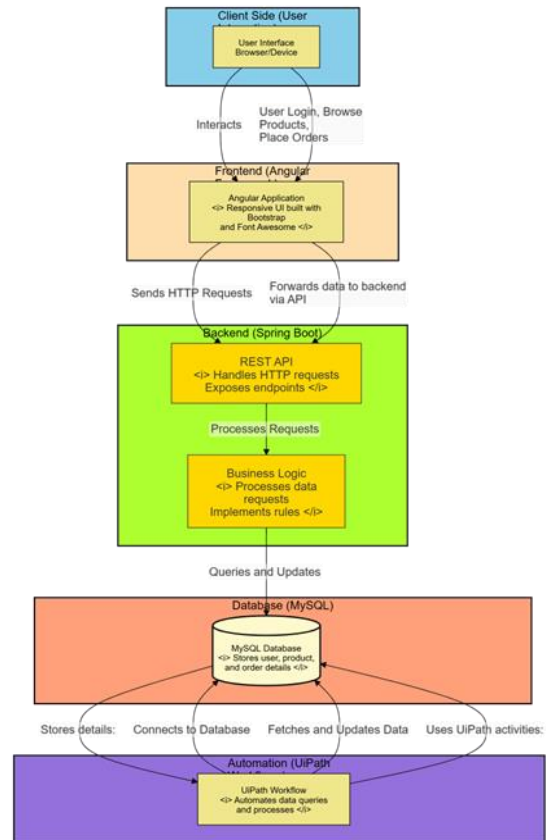 Client Side (User
User Interface
Browser/Device
Interacts
User Login, Browse
Products,
Place Orders
Frontend (Angular
Angular Application
<i> Responsive UI built with
Bootstrap
and Font Awesome </i>
Sends HTTP Requests
Forwards data to backend
via API
Backend (Spring Boot)
REST API
<i> Handles HTTP requests
Exposes endpoints </i>
Processes Requests
Business Logic
<i> Processes data
requests
Implements rules </i>
Queries and Updates
Database (MySQL)
MySQL Database
<i> Stores user, product,
and order details </i>
Stores details:
Connects to Database
Fetches and Updates Data
Uses UiPath activities:
Automation (UiPath
UiPath Workflow
<i> Automates data queries
and processes </i>